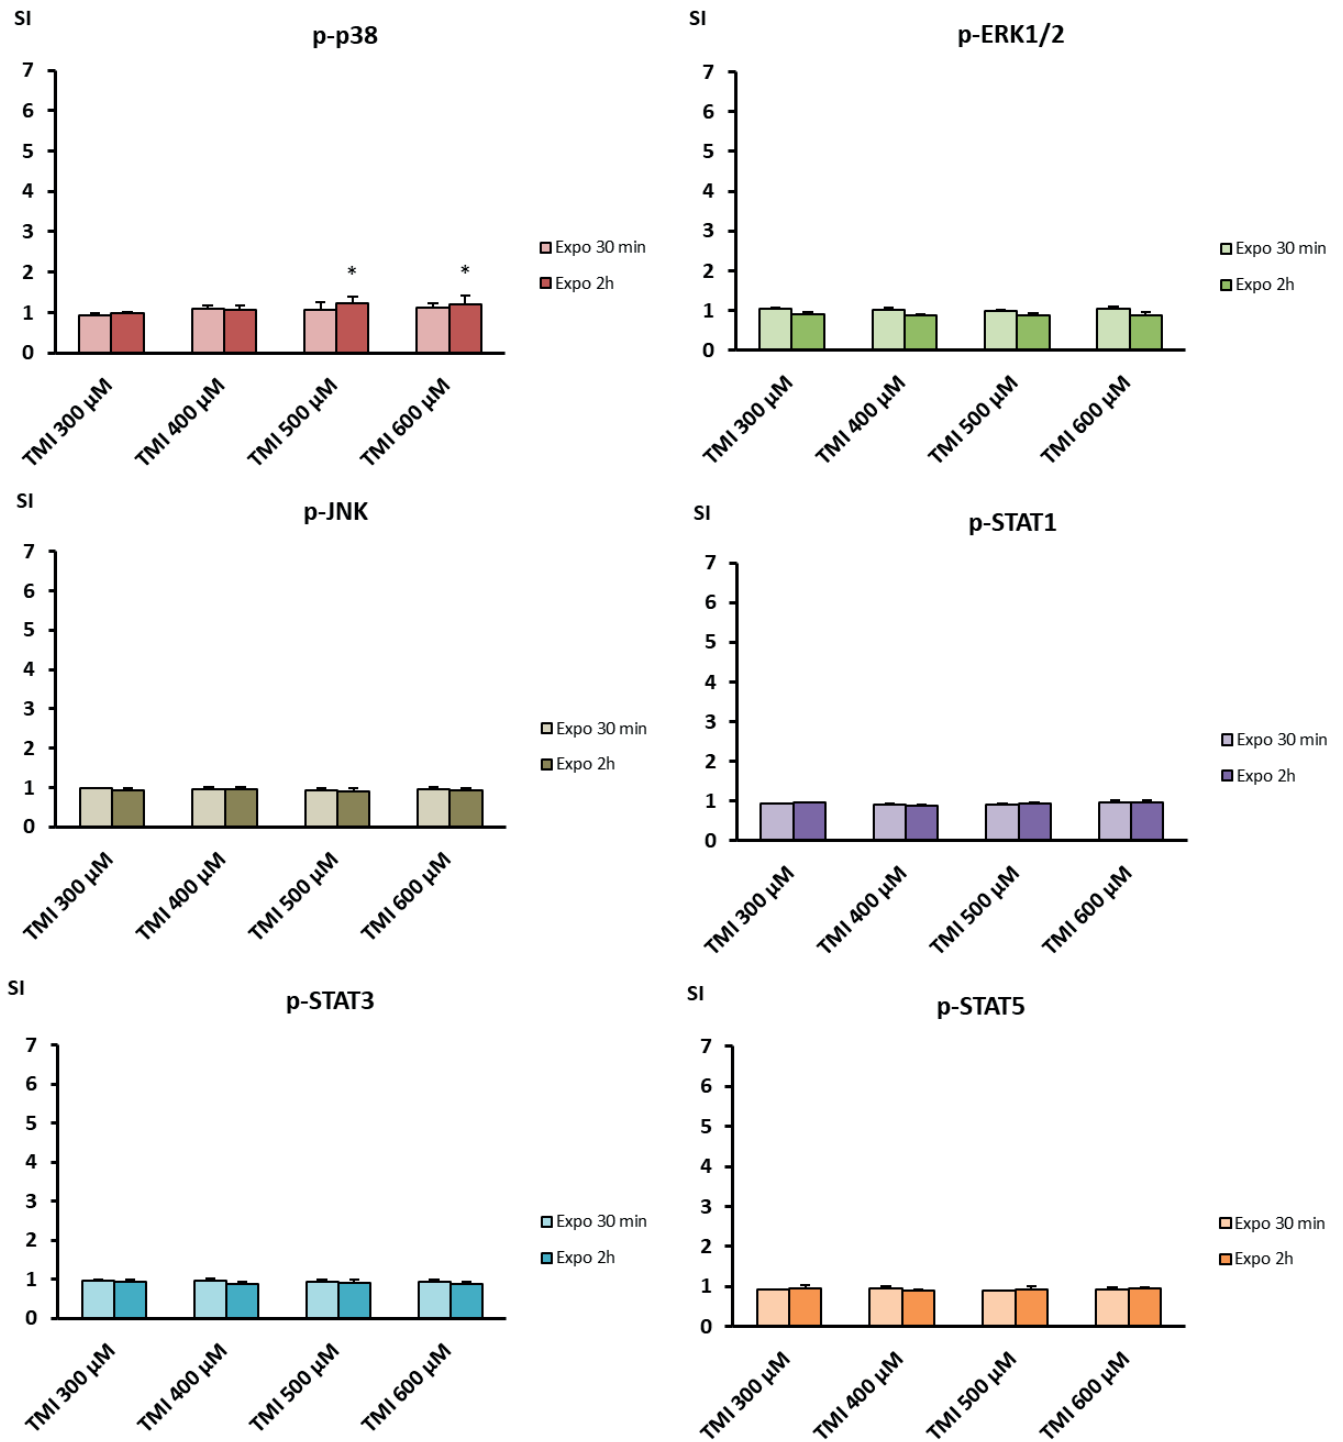 SI
p-p38
7
6
5
4
3
2
1
0
*
*
Expo 30 min
Expo 2h
TMI 300 µM
TMI 400 µM
TMI 500 µM
TMI 600 µM
SI
p-ERK1/2
7
6
5
4
3
2
1
0
Expo 30 min
Expo 2h
TMI 300 µM
TMI 400 µM
TMI 500 µM
TMI 600 µM
SI
p-JNK
7
6
5
4
3
2
1
0
Expo 30 min
Expo 2h
TMI 300 µM
TMI 400 µM
TMI 500 µM
TMI 600 µM
SI
p-STAT1
7
6
5
4
3
2
1
0
Expo 30 min
Expo 2h
TMI 300 µM
TMI 400 µM
TMI 500 µM
TMI 600 µM
SI
p-STAT3
7
6
5
4
3
2
1
0
Expo 30 min
Expo 2h
TMI 300 µM
TMI 400 µM
TMI 500 µM
TMI 600 µM
SI
p-STAT5
7
6
5
4
3
2
1
0
Expo 30 min
Expo 2h
TMI 300 µM
TMI 400 µM
TMI 500 µM
TMI 600 µM